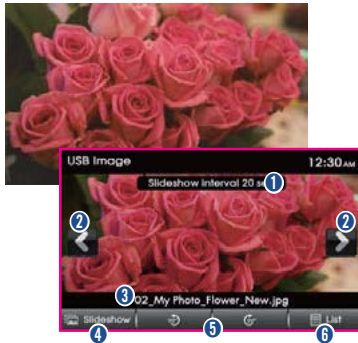 USB Image 12:30AM
Slideshow interval 20 se
1
2 2
3 02_My Photo_Flower_New.jpg
Slideshow List
4 5 6